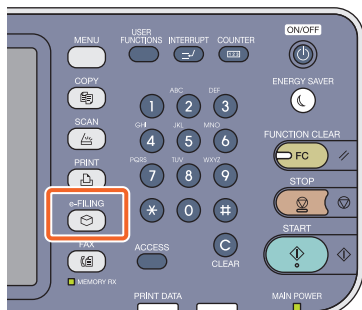 ON/OFF
MENU
USER
FUNCTIONS
INTERRUPT
COUNTER
123
ENERGY SAVER
COPY
ABC
DEF
1
2
3
SCAN
GHI
JKL
MNO
FUNCTION CLEAR
4
5
6
FC
PRINT
PQRS
TUV
WXYZ
STOP
7
8
9
e-FILING
*
0
#
START
FAX
ACCESS
C
CLEAR
MEMORY RX
PRINT DATA
MAIN POWER